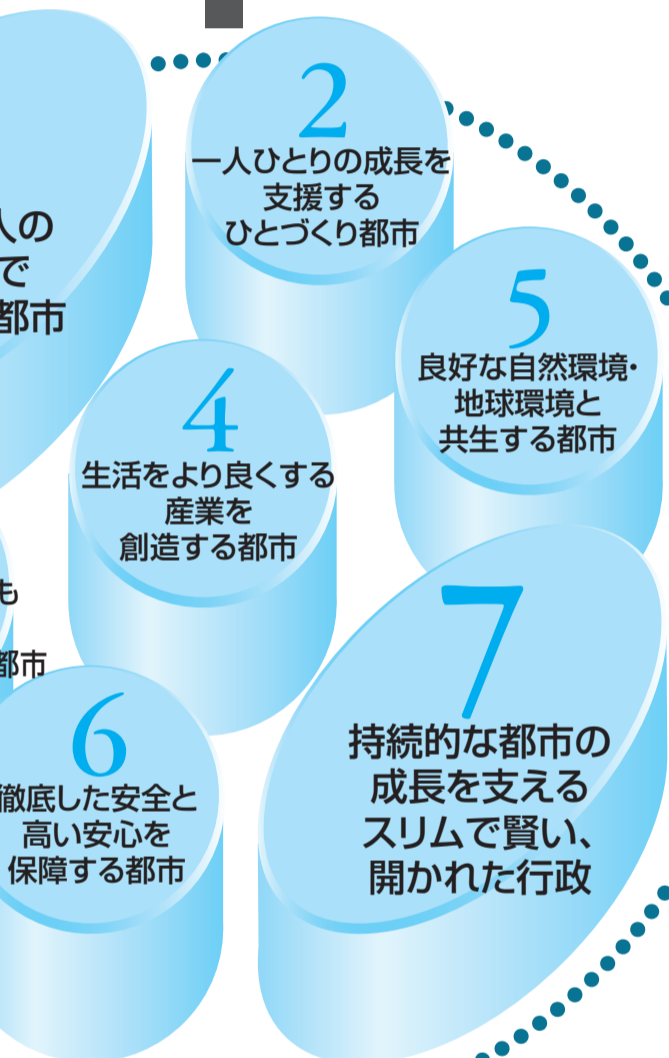 人の
で
都市
2
一人ひとりの成長を
支援する
ひとづくり都市
5
良好な自然環境・
地球環境と
共生する都市
4
生活をより良くする
産業を
創造する都市
も
都市
6
徹底した安全と
高い安心を
保障する都市
7
持続的な都市の
成長を支える
スリムで賢い、
開かれた行政